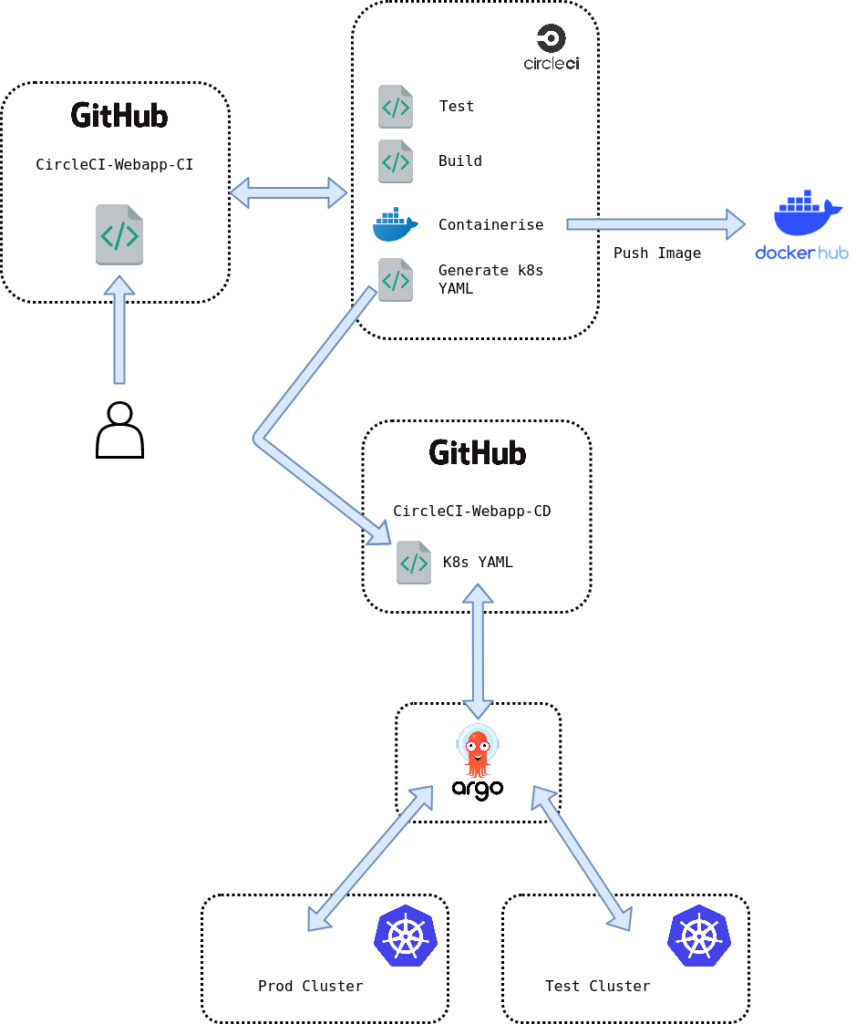 circleci
GitHub
CircleCI-Webapp-CI
Test
Build
Containerise
Generate k8s
YAML
Push Image
docker hub
GitHub
CircleCI-Webapp-CD
K8s YAML
argo
Prod Cluster
Test Cluster